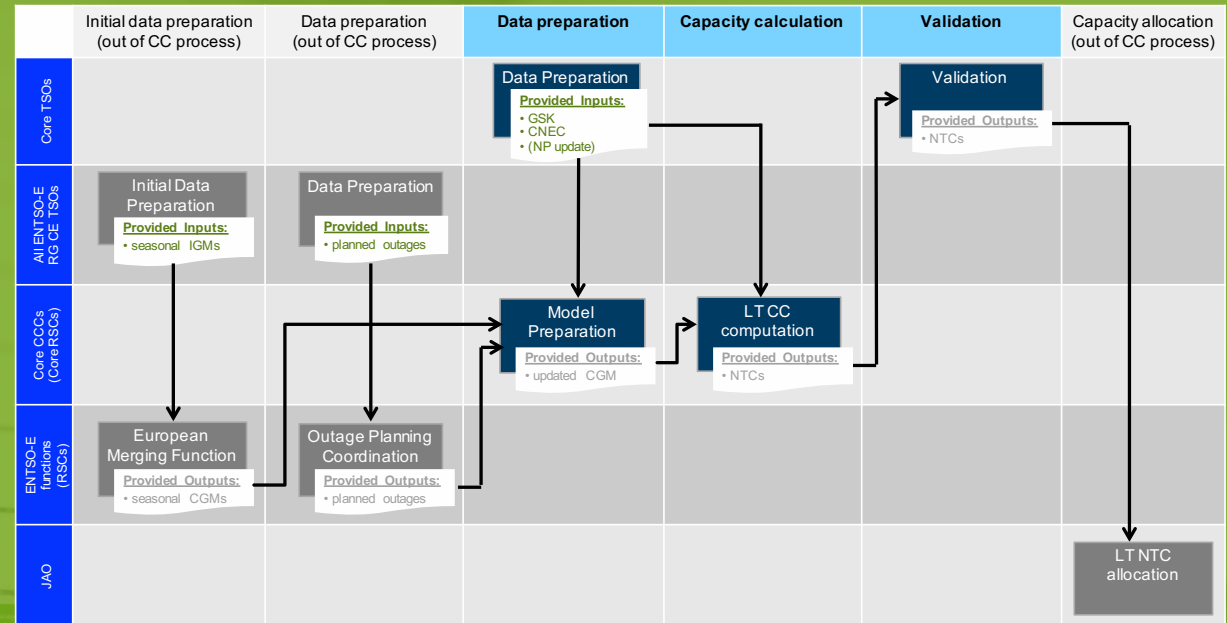 Initial data preparation
(out of CC process)
Data preparation
(out of CC process)
Data preparation
Capacity calculation
Validation
Capacity allocation
(out of CC process)
Core TSOs
Data Preparation
Provided Inputs:
• GSK
• CNEC
• (NP update)
Validation
Provided Outputs:
• NTCs
All ENTSO-E
RG CE TSOs
Initial Data
Preparation
Provided Inputs:
• seasonal IGMs
Data Preparation
Provided Inputs:
• planned outages
Core CCCs
(Core RSCs)
Model
Preparation
Provided Outputs:
• updated CGM
LT CC
computation
Provided Outputs:
• NTCs
ENTSO-E
functions
(RSCs)
European
Merging Function
Provided Outputs:
• seasonal CGMs
Outage Planning
Coordination
Provided Outputs:
• planned outages
JAO
LT NTC
allocation